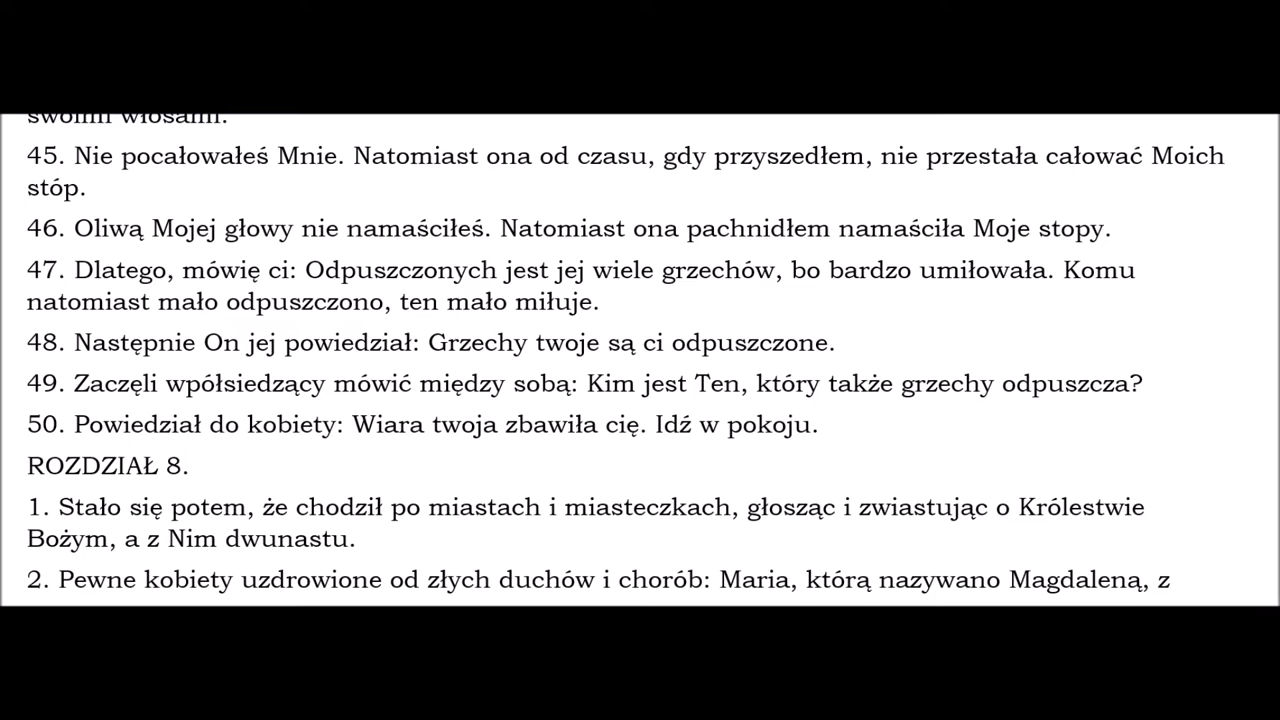 swoimi włosami.
45. Nie pocałowałeś Mnie. Natomiast ona od czasu, gdy przyszedłem, nie przestała całować Moich
stóp.
46. Oliwą Mojej głowy nie namaściłeś. Natomiast ona pachnidłem namaściła Moje stopy.
47. Dlatego, mówię ci: Odpuszczonych jest jej wiele grzechów, bo bardzo umiłowała. Komu
natomiast mało odpuszczono, ten mało miłuje.
48. Następnie On jej powiedział: Grzechy twoje są ci odpuszczone.
49. Zaczęli wpółsiedzący mówić między sobą: Kim jest Ten, który także grzechy odpuszcza?
50. Powiedział do kobiety: Wiara twoja zbawiła cię. Idź w pokoju.
ROZDZIAŁ 8.
1. Stało się potem, że chodził po miastach i miasteczkach, głosząc i zwiastując o Królestwie
Bożym, a z Nim dwunastu.
2. Pewne kobiety uzdrowione od złych duchów i chorób: Maria, którą nazywano Magdaleną, z